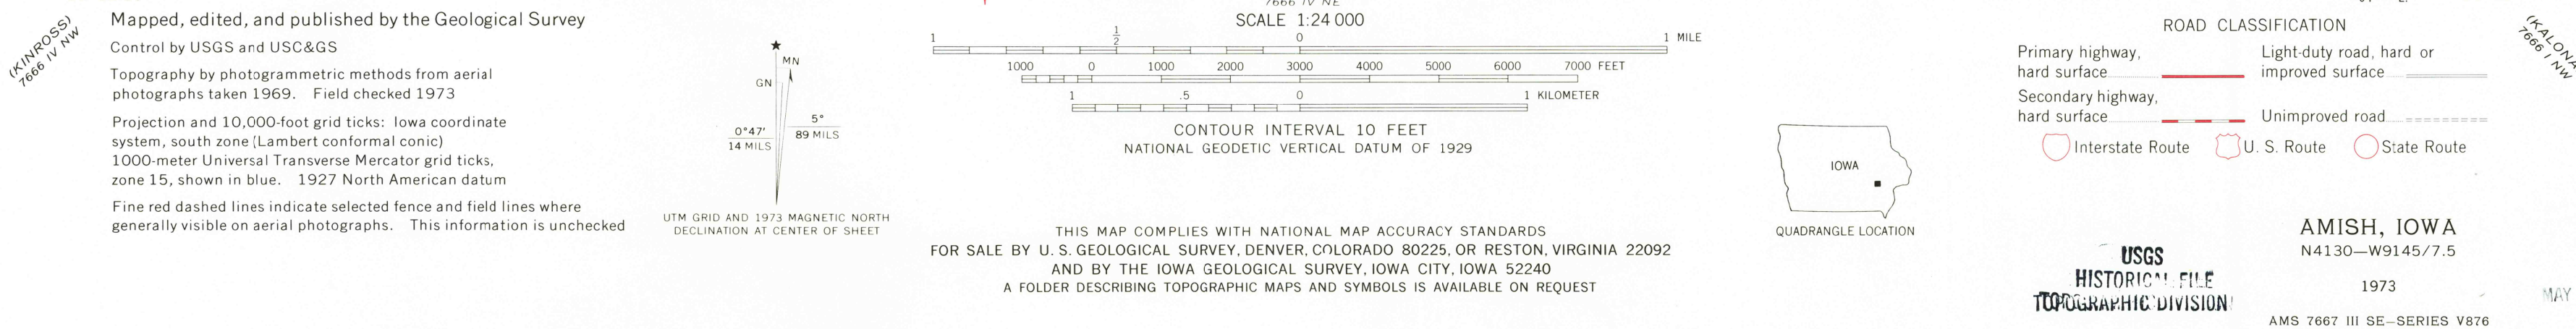 (KINROSS)
7666 IV NW
Mapped, edited, and published by the Geological Survey
Control by USGS and USC&GS
Topography by photogrammetric methods from aerial
photographs taken 1969. Field checked 1973
Projection and 10,000-foot grid ticks: Iowa coordinate
system, south zone (Lambert conformal conic)
1000-meter Universal Transverse Mercator grid ticks,
zone 15, shown in blue. 1927 North American datum
Fine red dashed lines indicate selected fence and field lines where
generally visible on aerial photographs. This information is unchecked
MN
GN
0°47'
14 MILS
5°
89 MILS
UTM GRID AND 1973 MAGNETIC NORTH
DECLINATION AT CENTER OF SHEET
7666 IV NE
SCALE 1:24 000
1 1/2 0 1 MILE
1000 0 1000 2000 3000 4000 5000 6000 7000 FEET
1 .5 0 1 KILOMETER
CONTOUR INTERVAL 10 FEET
NATIONAL GEODETIC VERTICAL DATUM OF 1929
THIS MAP COMPLIES WITH NATIONAL MAP ACCURACY STANDARDS
FOR SALE BY U. S. GEOLOGICAL SURVEY, DENVER, COLORADO 80225, OR RESTON, VIRGINIA 22092
AND BY THE IOWA GEOLOGICAL SURVEY, IOWA CITY, IOWA 52240
A FOLDER DESCRIBING TOPOGRAPHIC MAPS AND SYMBOLS IS AVAILABLE ON REQUEST
IOWA
QUADRANGLE LOCATION
ROAD CLASSIFICATION
Primary highway,
hard surface
Light-duty road, hard or
improved surface
Secondary highway,
hard surface
Unimproved road
Interstate Route
U. S. Route
State Route
(KALONA
7666 I NW
USGS
HISTORICAL FILE
TOPOGRAPHIC DIVISION
AMISH, IOWA
N4130—W9145/7.5
1973
AMS 7667 III SE—SERIES V876
MAY